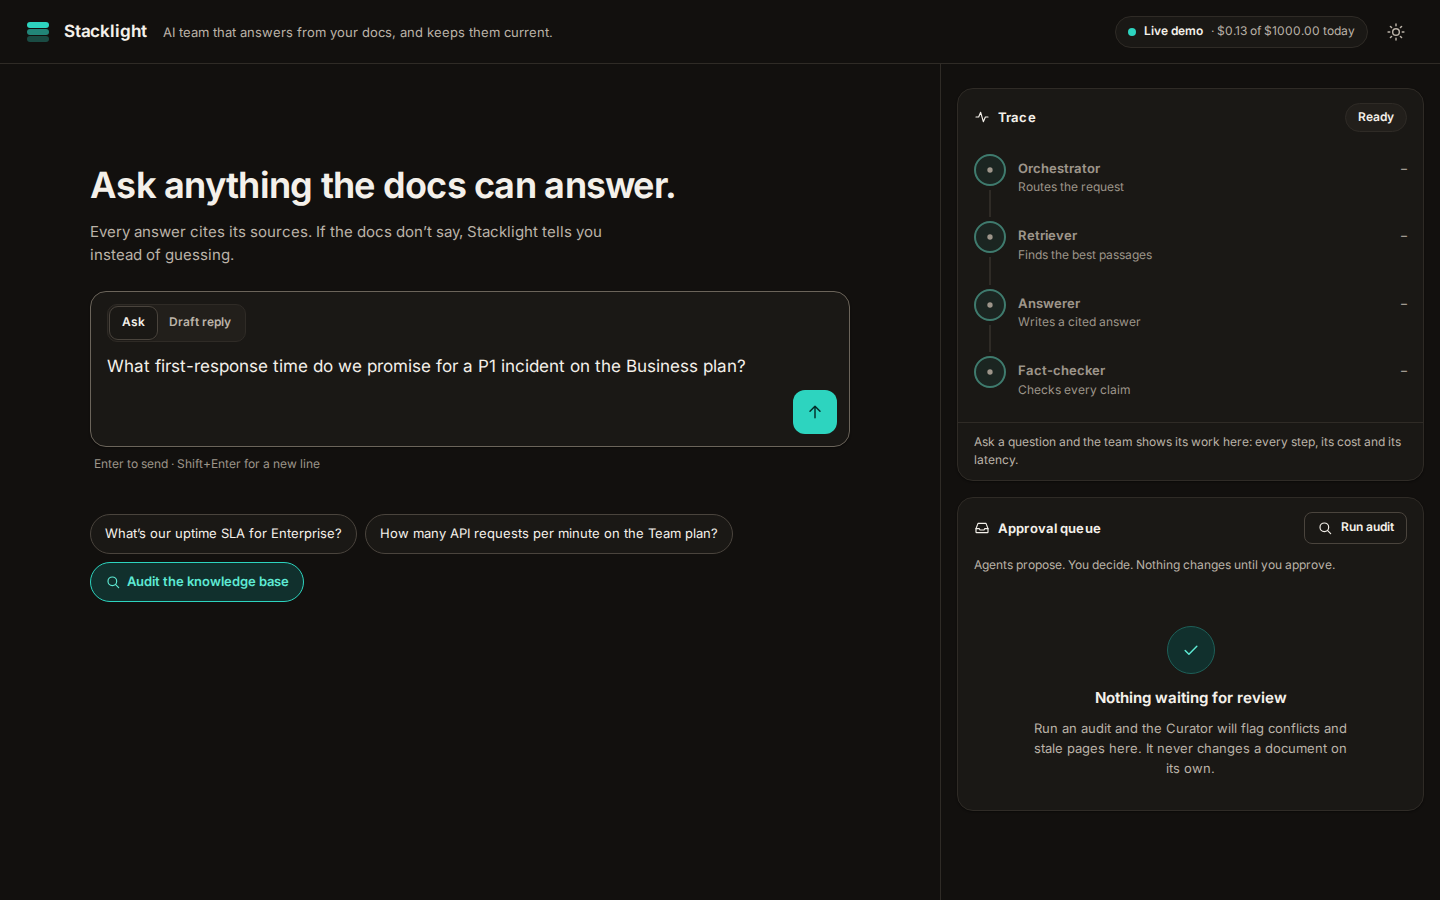 Stacklight
AI team that answers from your docs, and keeps them current.
Live demo · $0.13 of $1000.00 today
Ask anything the docs can answer.
Every answer cites its sources. If the docs don’t say, Stacklight tells you
instead of guessing.
Ask
Draft reply
What first-response time do we promise for a P1 incident on the Business plan?
Enter to send · Shift+Enter for a new line
What’s our uptime SLA for Enterprise?
How many API requests per minute on the Team plan?
Audit the knowledge base
Trace
Ready
Orchestrator –
Routes the request
Retriever –
Finds the best passages
Answerer –
Writes a cited answer
Fact-checker –
Checks every claim
Ask a question and the team shows its work here: every step, its cost and its
latency.
Approval queue
Run audit
Agents propose. You decide. Nothing changes until you approve.
Nothing waiting for review
Run an audit and the Curator will flag conflicts and
stale pages here. It never changes a document on
its own.